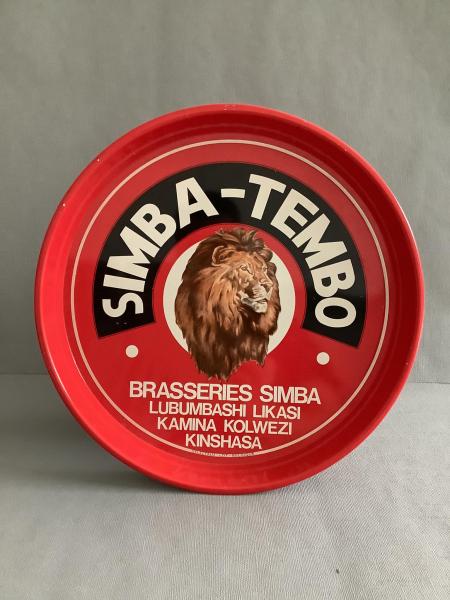 SIMBA-TEMBO
BRASSERIES SIMBA
LUBUMBASHI LIKASI
KAMINA KOLWEZI
KINSHASA